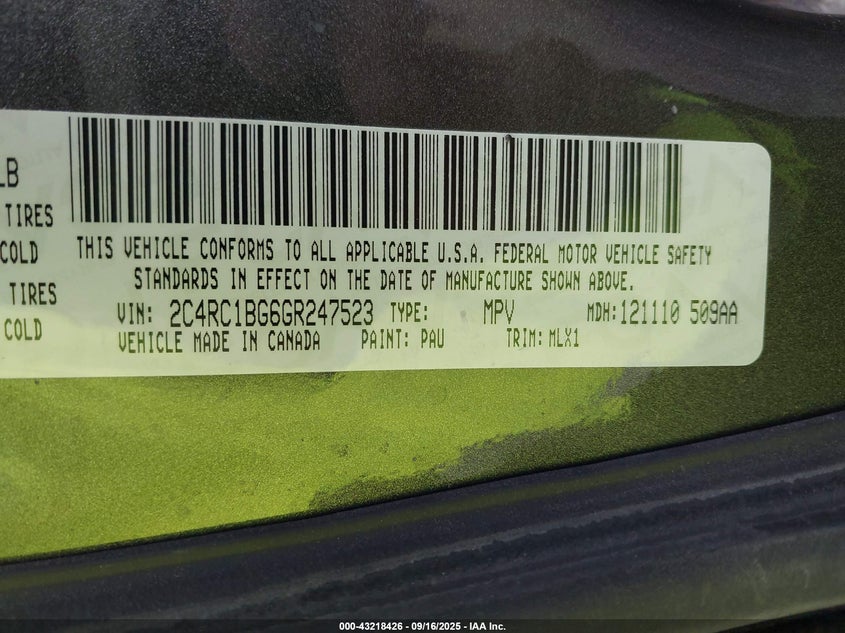 LB
TIRES
COLD
TIRES
COLD
THIS VEHICLE CONFORMS TO ALL APPLICABLE U.S.A. FEDERAL MOTOR VEHICLE SAFETY
STANDARDS IN EFFECT ON THE DATE OF MANUFACTURE SHOWN ABOVE.
VIN: 2C4RC1BG6GR247523 TYPE: MPV MDH:121110 509AA
VEHICLE MADE IN CANADA PAINT: PAU TRIM: MLX1
000-43218426 - 09/16/2025 - IAA Inc.